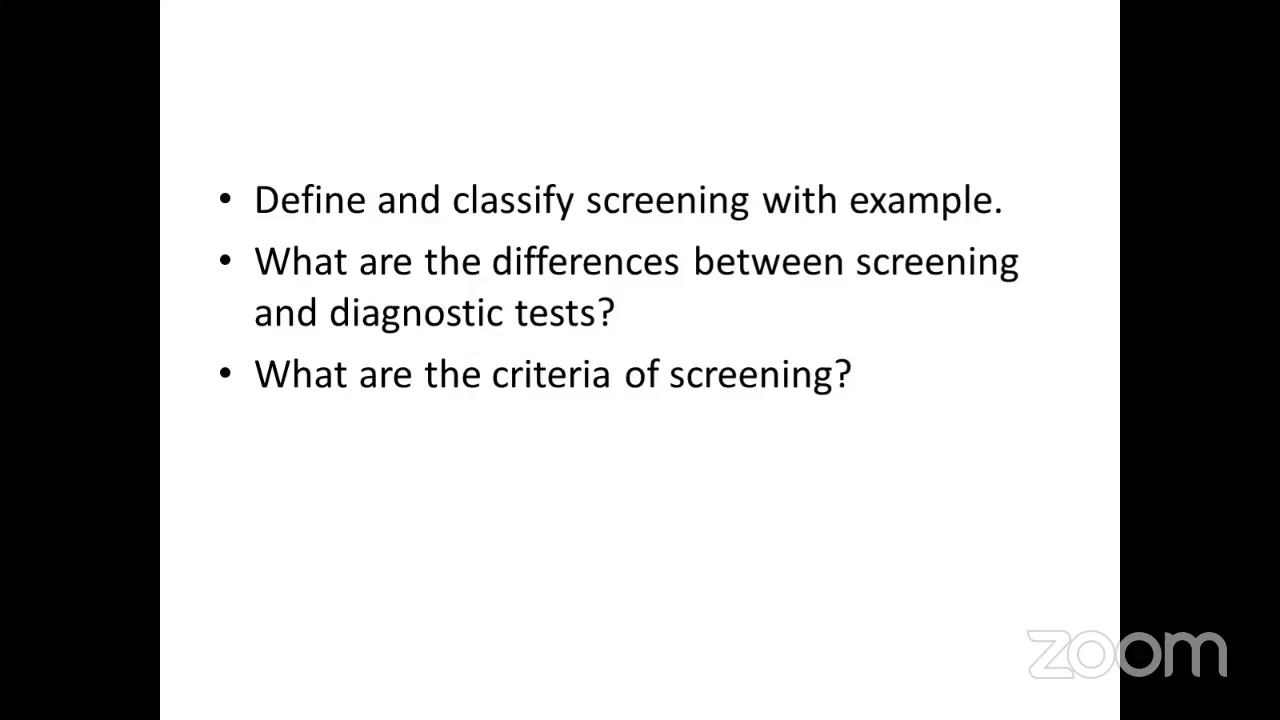 • Define and classify screening with example.
• What are the differences between screening
and diagnostic tests?
• What are the criteria of screening?
zoom